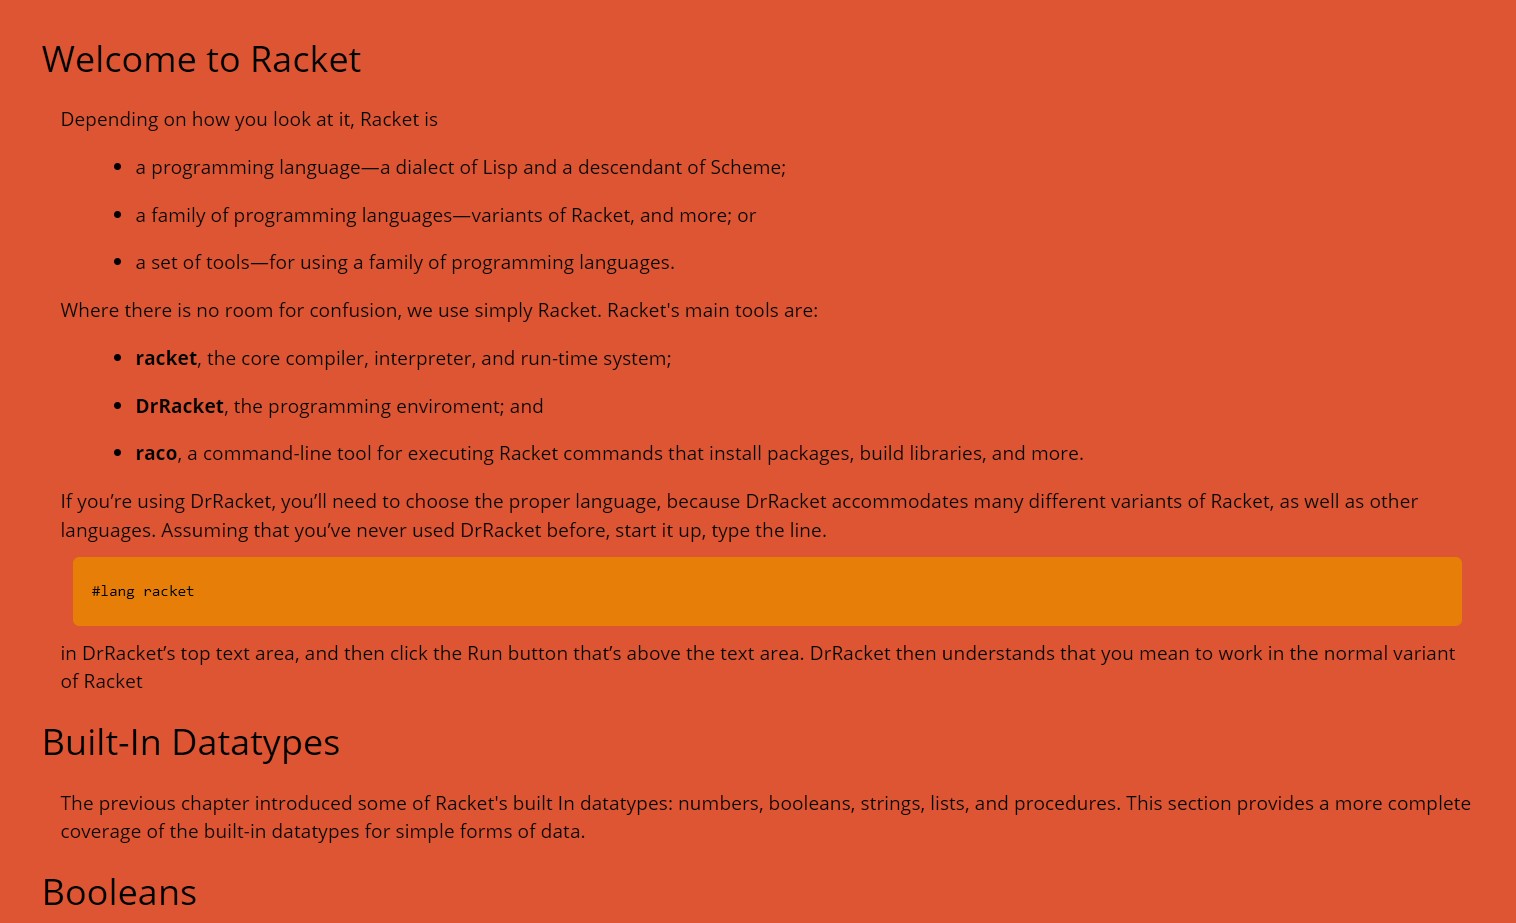 Welcome to Racket
Depending on how you look at it, Racket is
a programming language—a dialect of Lisp and a descendant of Scheme;
a family of programming languages—variants of Racket, and more; or
a set of tools—for using a family of programming languages.
Where there is no room for confusion, we use simply Racket. Racket's main tools are:
racket, the core compiler, interpreter, and run-time system;
DrRacket, the programming enviroment; and
raco, a command-line tool for executing Racket commands that install packages, build libraries, and more.
If you’re using DrRacket, you’ll need to choose the proper language, because DrRacket accommodates many different variants of Racket, as well as other
languages. Assuming that you’ve never used DrRacket before, start it up, type the line.
#lang racket
in DrRacket’s top text area, and then click the Run button that’s above the text area. DrRacket then understands that you mean to work in the normal variant
of Racket
Built-In Datatypes
The previous chapter introduced some of Racket's built In datatypes: numbers, booleans, strings, lists, and procedures. This section provides a more complete
coverage of the built-in datatypes for simple forms of data.
Booleans